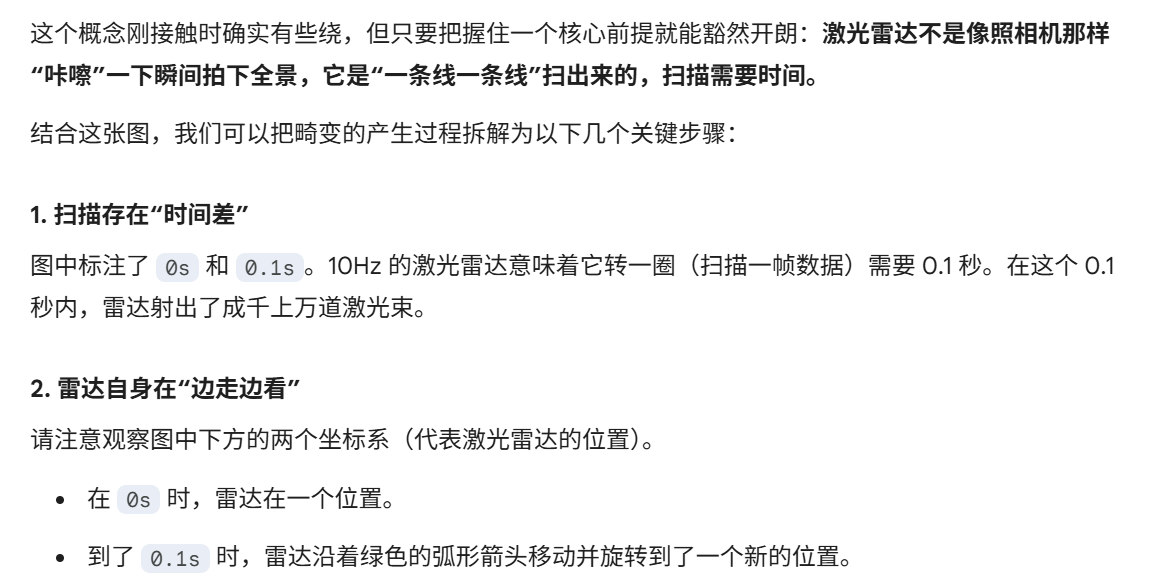 这个概念刚接触时确实有些绕，但只要把握住一个核心前提就能豁然开朗：激光雷达不是像照相机那样
“咔嚓”一下瞬间拍下全景，它是“一条线一条线”扫出来的，扫描需要时间。
结合这张图，我们可以把畸变的产生过程拆解为以下几个关键步骤：
1. 扫描存在“时间差”
图中标注了 0s 和 0.1s。10Hz 的激光雷达意味着它转一圈（扫描一帧数据）需要 0.1 秒。在这个 0.1
秒内，雷达射出了成千上万道激光束。
2. 雷达自身在“边走边看”
请注意观察图中下方的两个坐标系（代表激光雷达的位置）。
• 在 0s 时，雷达在一个位置。
• 到了 0.1s 时，雷达沿着绿色的弧形箭头移动并旋转到了一个新的位置。